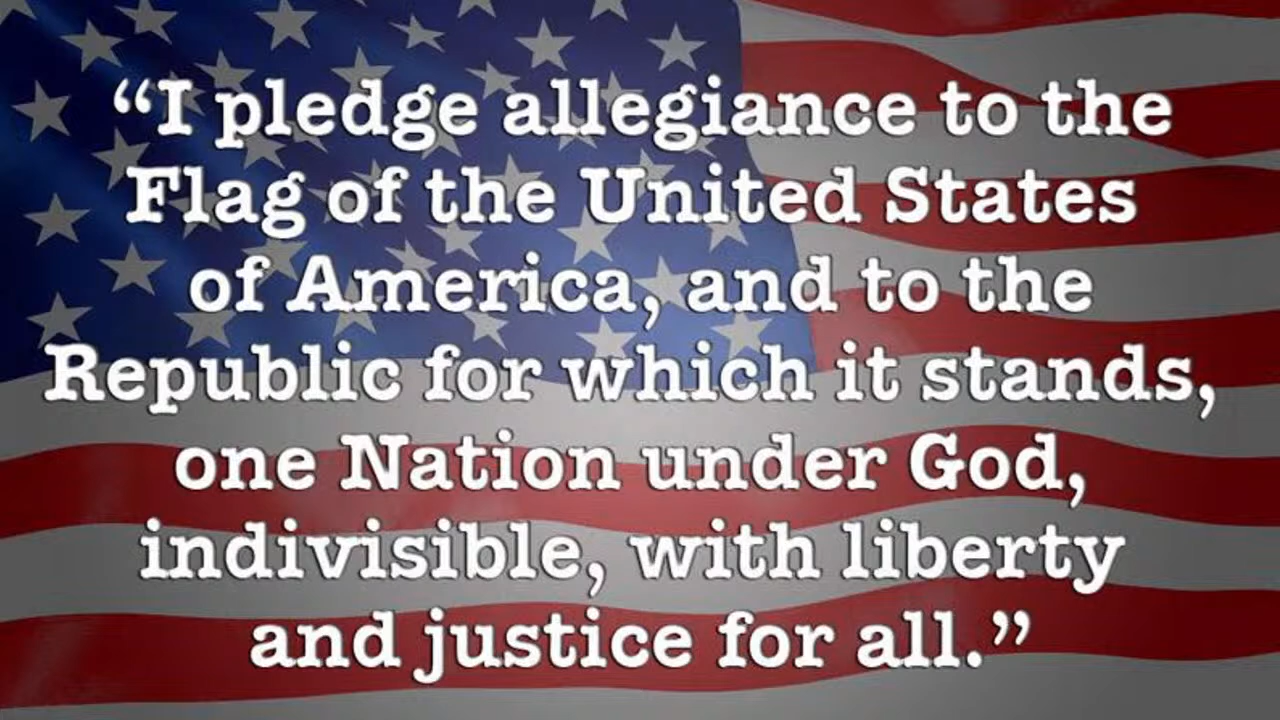 “I pledge allegiance to the
Flag of the United States
of America, and to the
Republic for which it stands,
one Nation under God,
indivisible, with liberty
and justice for all.”